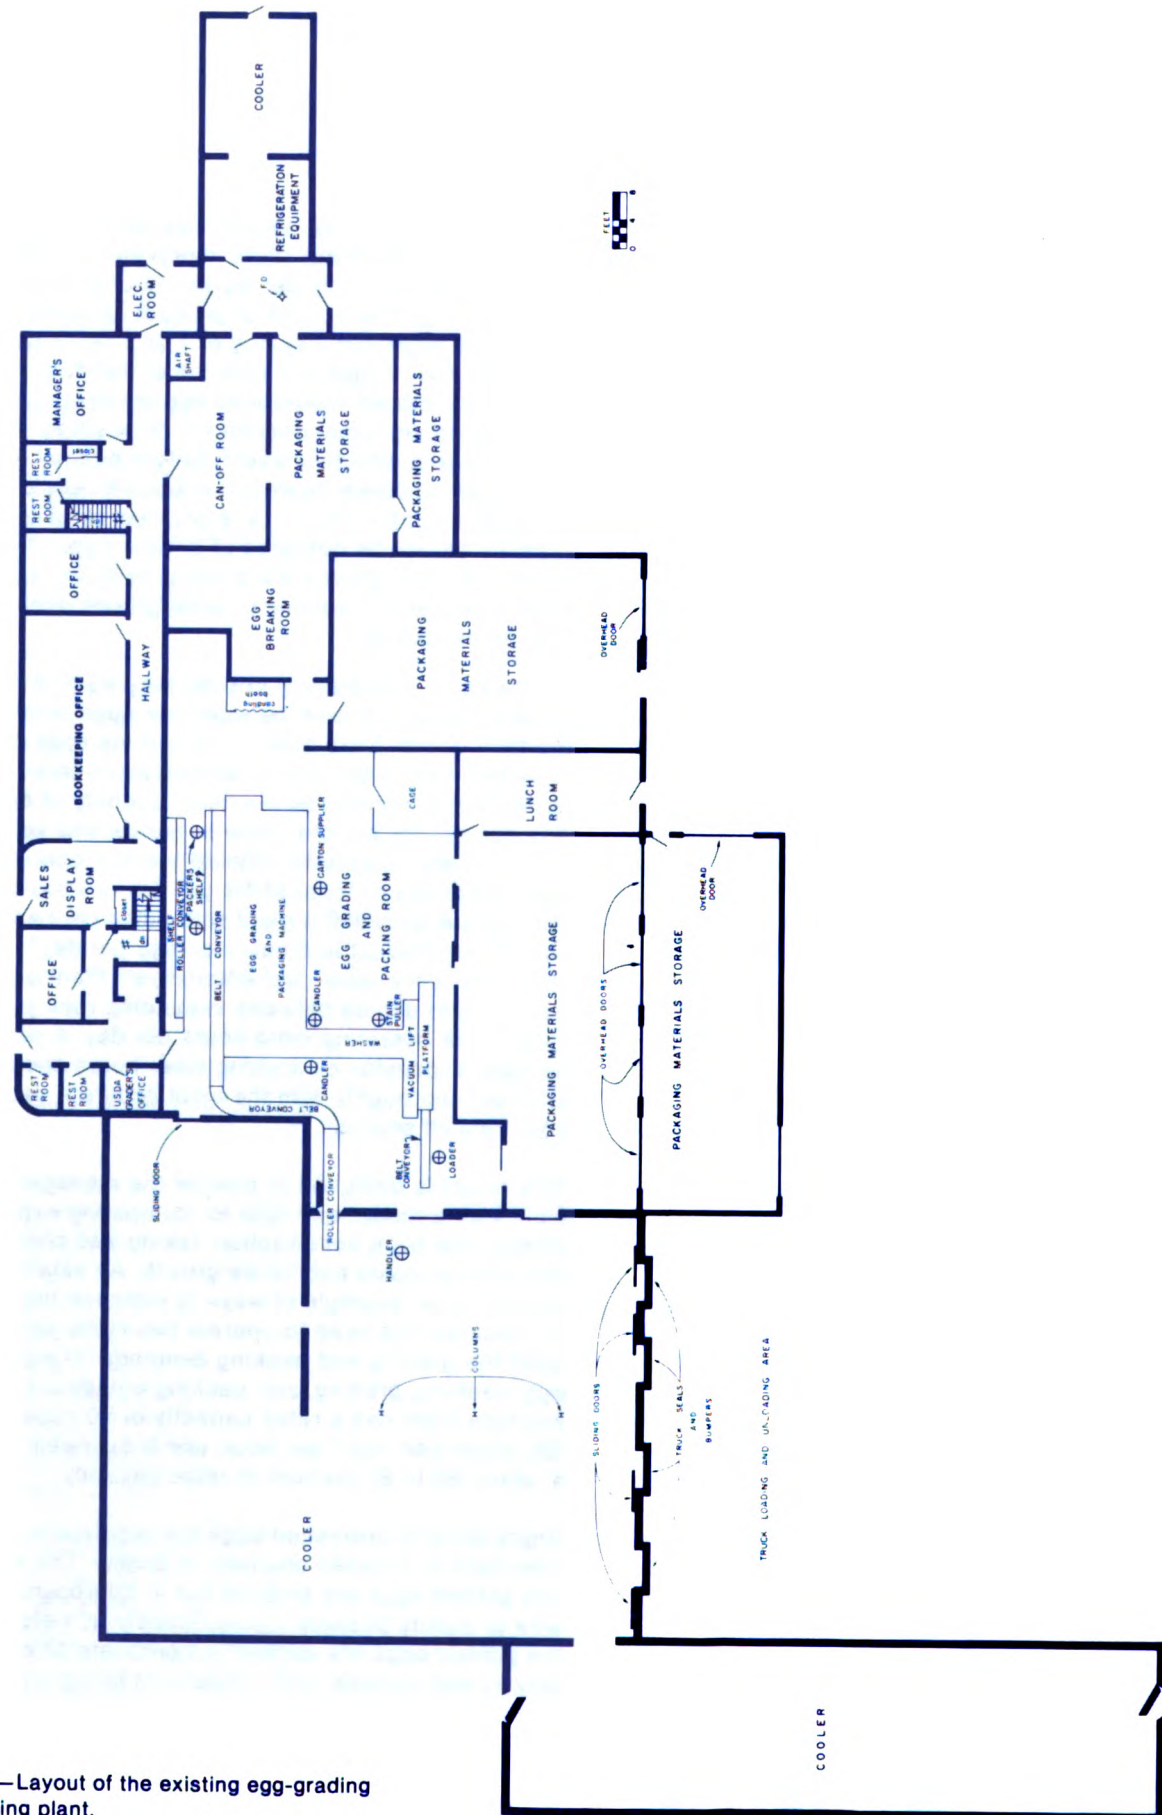 COOLER
REFRIGERATION
EQUIPMENT
FEET
0 4 8
ELEC.
ROOM
F D
MANAGER'S
OFFICE
AIR
SHAFT
REST
ROOM
closet
REST
ROOM
CAN-OFF ROOM
PACKAGING
MATERIALS
STORAGE
PACKAGING MATERIALS
STORAGE
OFFICE
EGG
BREAKING
ROOM
PACKAGING
MATERIALS
STORAGE
OVERHEAD
DOOR
HALLWAY
BOOKKEEPING OFFICE
candling
booth
CAGE
LUNCH
ROOM
SALES
DISPLAY
ROOM
closet
up
OFFICE
SHELF
ROLLER CONVEYOR
PACKERS
SHELF
BELT CONVEYOR
EGG GRADING
AND
PACKAGING MACHINE
CARTON SUPPLIER
EGG GRADING
AND
PACKING ROOM
CANDLER
STAIN
PULLER
WASHER
VACUUM LIFT
PLATFORM
CANDLER
BELT CONVEYOR
REST
ROOM
REST
ROOM
USDA
GRADER'S
OFFICE
SLIDING DOOR
ROLLER CONVEYOR
BELT
CONVEYOR
LOADER
HANDLER
PACKAGING MATERIALS STORAGE
OVERHEAD DOORS
OVERHEAD
DOOR
PACKAGING MATERIALS STORAGE
COLUMNS
H
H
H
COOLER
SLIDING DOORS
TRUCK SEALS
AND
BUMPERS
TRUCK LOADING AND UNLOADING AREA
COOLER
—Layout of the existing egg-grading
ing plant.